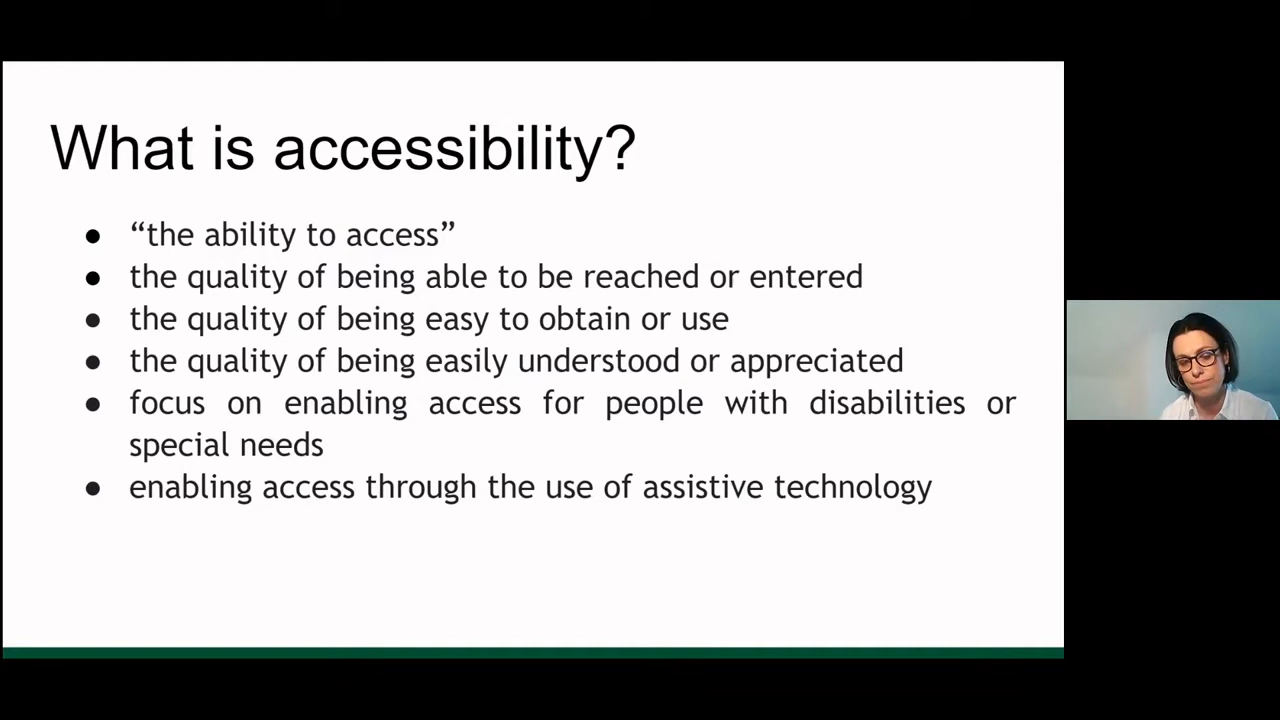 What is accessibility?
● “the ability to access”
● the quality of being able to be reached or entered
● the quality of being easy to obtain or use
● the quality of being easily understood or appreciated
● focus on enabling access for people with disabilities or
special needs
● enabling access through the use of assistive technology